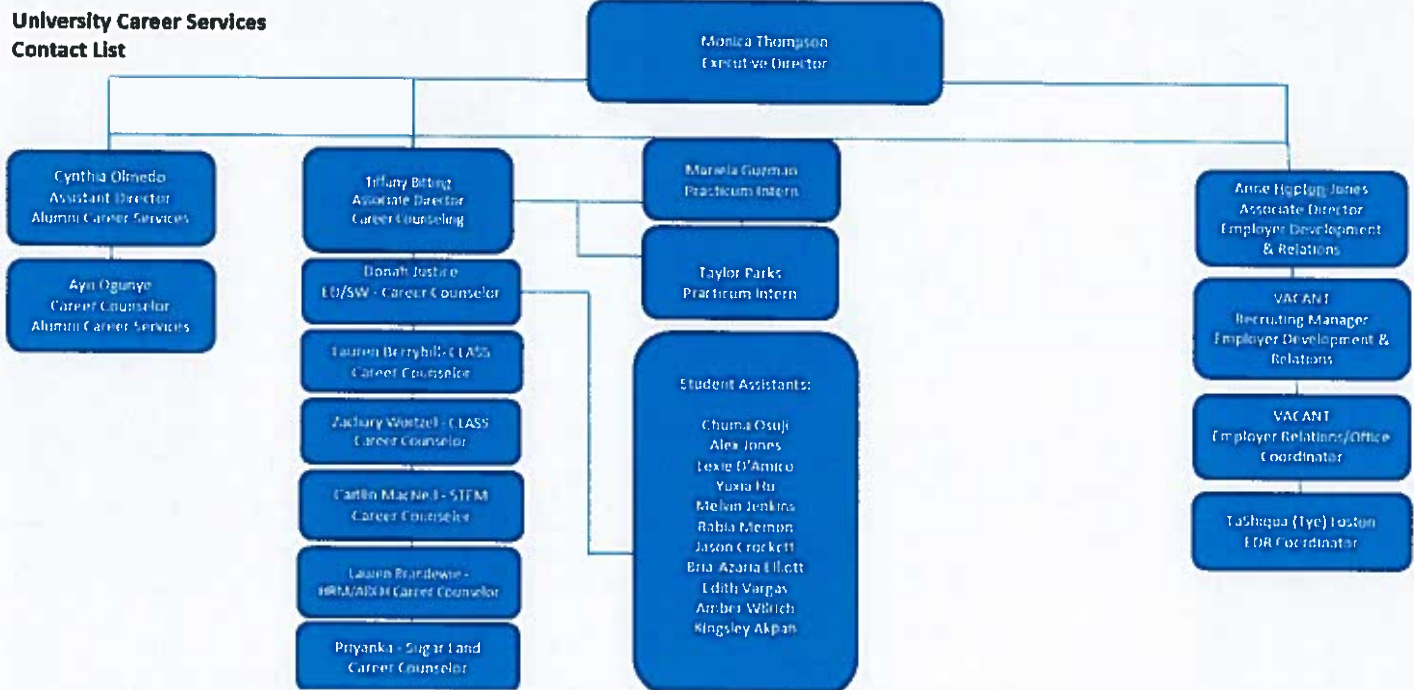 University Career Services
Contact List
Monica Thompson
Executive Director
Cynthia Olmedo
Assistant Director
Alumni Career Services
Ayo Ogunye
Career Counselor
Alumni Career Services
Tiffany Bitting
Associate Director
Career Counseling
Donah Justice
ED/SW - Career Counselor
Lauren Berryhill- CLASS
Career Counselor
Zachary - CLASS
Career Counselor
Caitlin MacNeil - STEM
Career Counselor
Lauren Brandewie -
Career Counselor
Priyanka - Sugar Land
Career Counselor
Mariela Guzman
Practicum Intern
Taylor Parks
Practicum Intern
Student Assistants:
Chuma Osuji
Alex Jones
Lexie D'Amico
Yuxia Hu
Melvin Jenkins
Rabia Memon
Jason Crockett
Bria-Azaria Elliott
Edith Vargas
Amber Willrich
Kingsley Akpan
Anne -Jones
Associate Director
Employer Development
& Relations
VACANT
Recruiting Manager
Employer Development &
Relations
VACANT
Employer Relations/Office
Coordinator
TaShiqua (Tye) Foston
EDR Coordinator